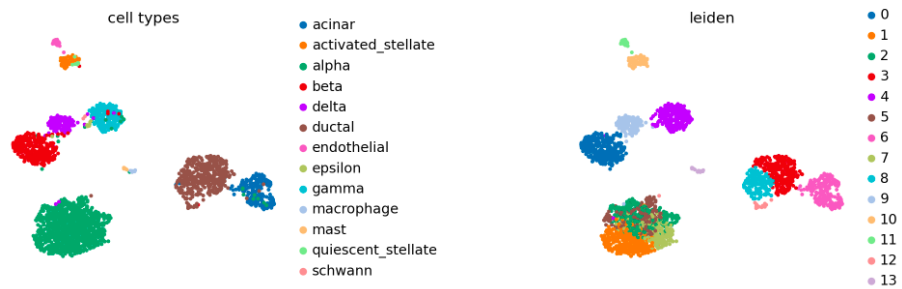 cell types
acinar
activated_stellate
alpha
beta
delta
ductal
endothelial
epsilon
gamma
macrophage
mast
quiescent_stellate
schwann
leiden
0
1
2
3
4
5
6
7
8
9
10
11
12
13